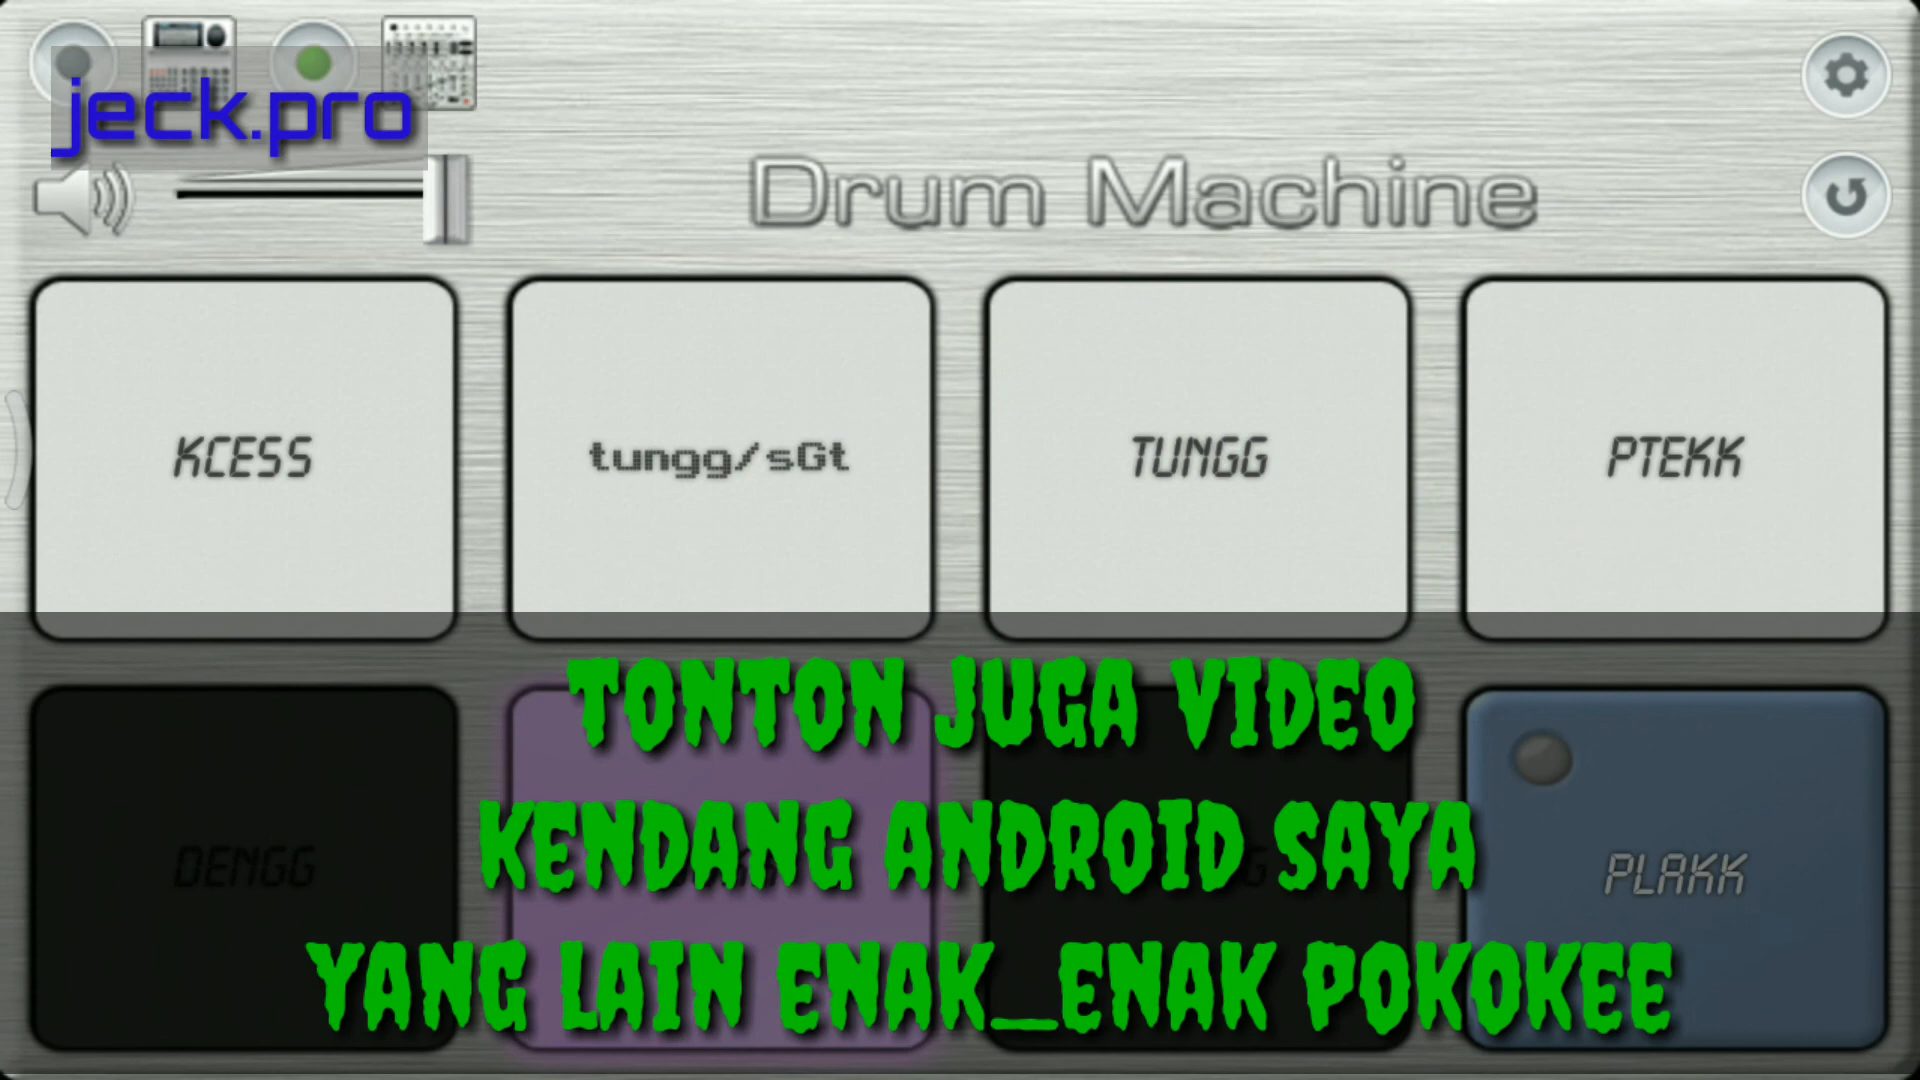 jeck.pro
Drum Machine
KCESS
tungg/sGt
TUNGG
PTEKK
TONTON JUGA VIDEO
KENDANG ANDROID SAYA
YANG LAIN ENAK_ENAK POKOKEE
DENGG
PLAKK